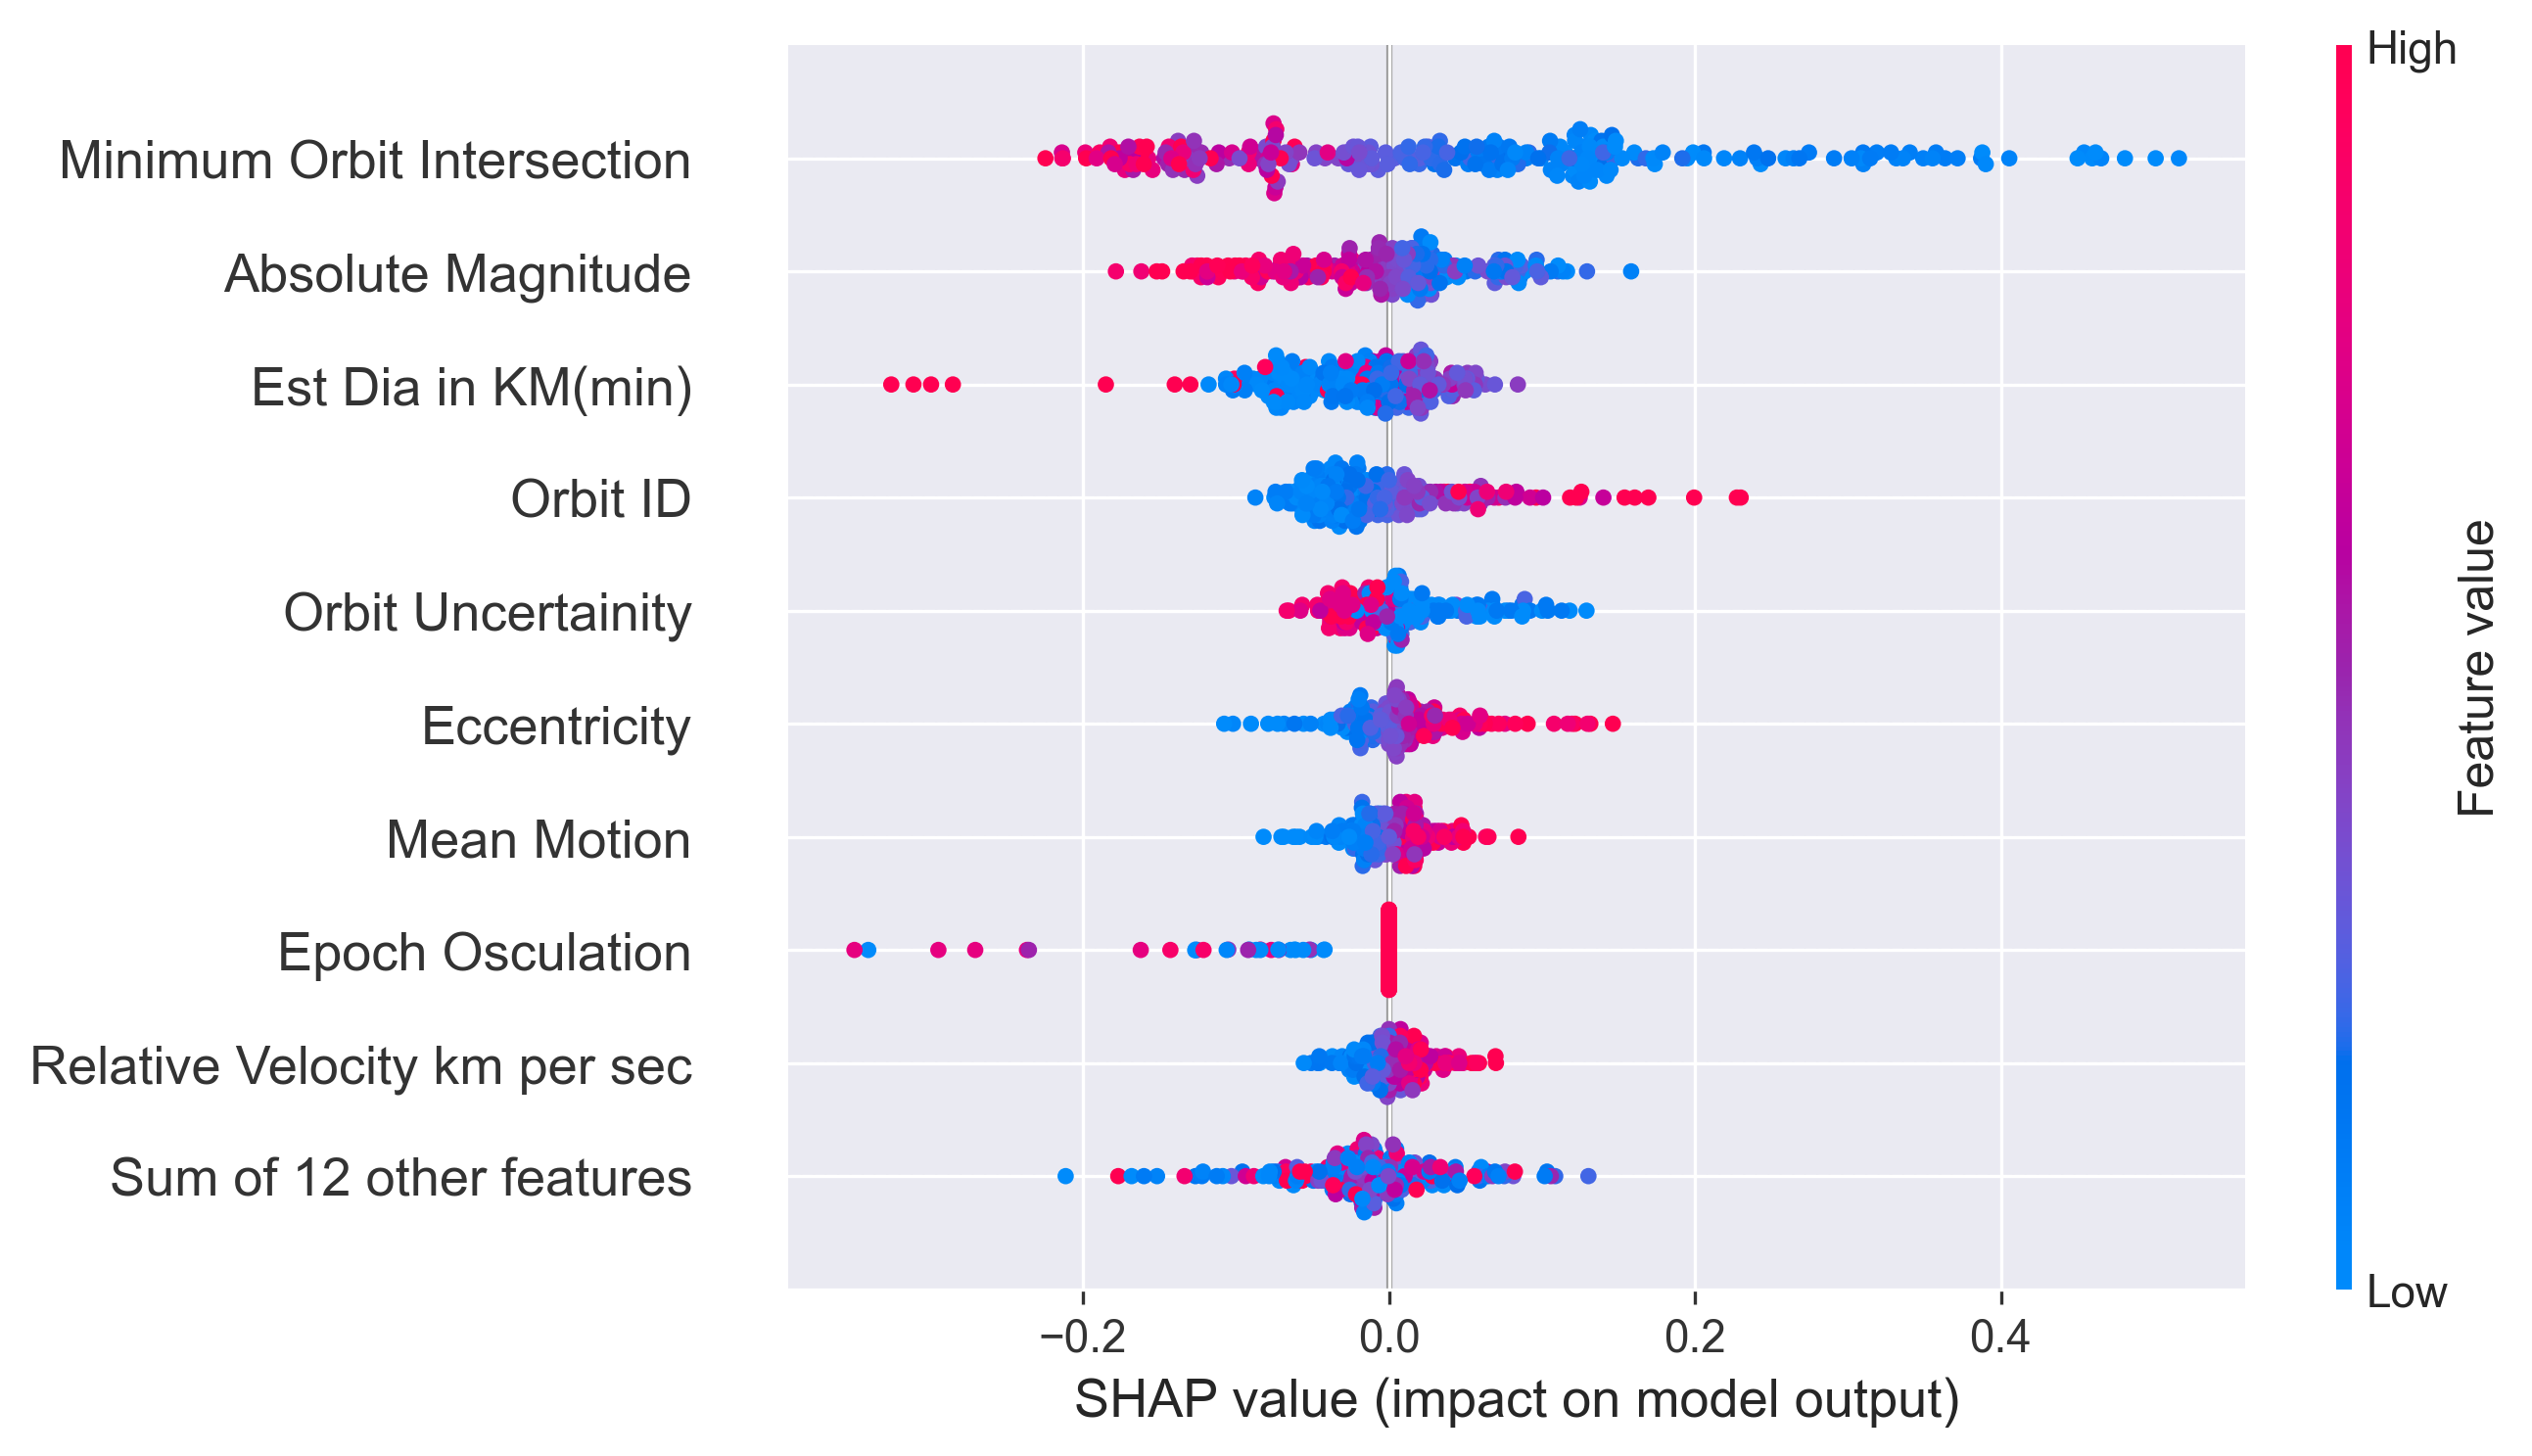 High
Minimum Orbit Intersection
Absolute Magnitude
Est Dia in KM(min)
Orbit ID
Orbit Uncertainity
Eccentricity
Mean Motion
Epoch Osculation
Relative Velocity km per sec
Sum of 12 other features
Feature value
Low
−0.2 0.0 0.2 0.4
SHAP value (impact on model output)